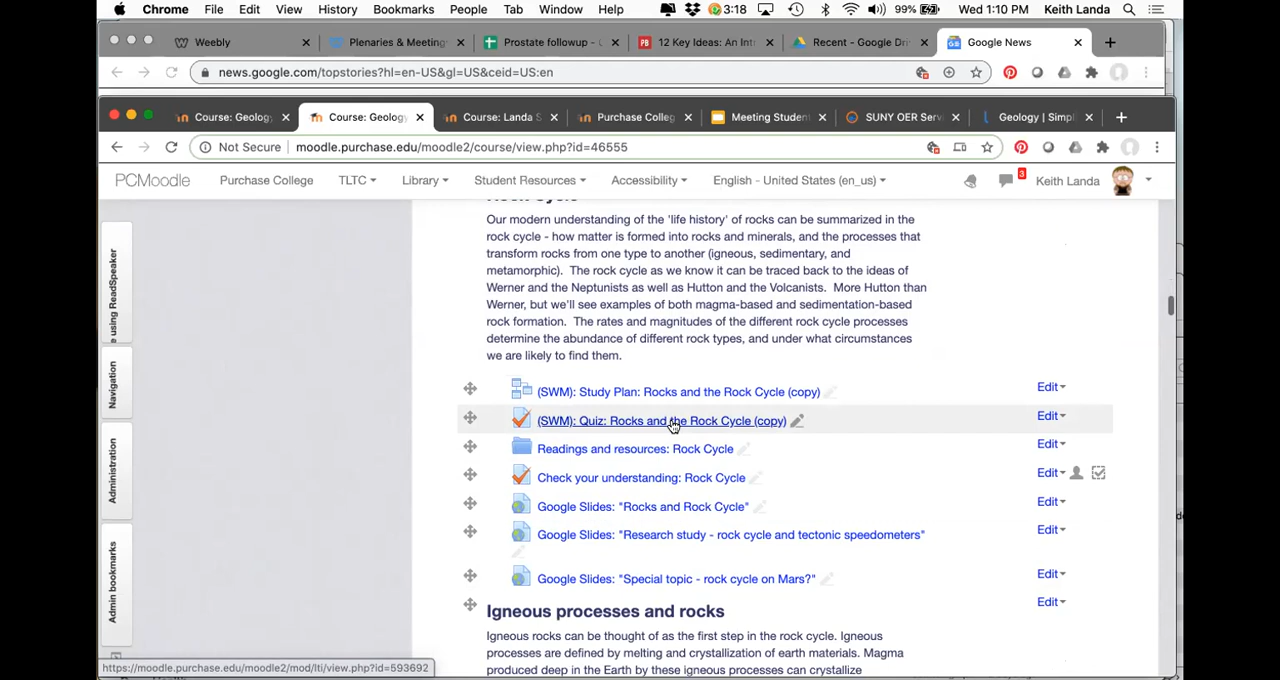 Chrome File Edit View History Bookmarks People Tab Window Help 3:18 99% Wed 1:10 PM Keith Landa
Weebly Plenaries & Meeting Prostate followup - 12 Key Ideas: An Int Recent - Google Dri Google News
news.google.com/topstories?hl=en-US&gl=US&ceid=US:en
Course: Geology Course: Geology Course: Landa S Purchase Colleg Meeting Student SUNY OER Serv Geology | Simpl
Not Secure moodle.purchase.edu/moodle2/course/view.php?id=46555
PCMoodle Purchase College TLTC Library Student Resources Accessibility English - United States (en_us) 3 Keith Landa
Rock Cycle
Our modern understanding of the 'life history' of rocks can be summarized in the
rock cycle - how matter is formed into rocks and minerals, and the processes that
transform rocks from one type to another (igneous, sedimentary, and
metamorphic). The rock cycle as we know it can be traced back to the ideas of
Werner and the Neptunists as well as Hutton and the Volcanists. More Hutton than
Werner, but we'll see examples of both magma-based and sedimentation-based
rock formation. The rates and magnitudes of the different rock cycle processes
determine the abundance of different rock types, and under what circumstances
we are likely to find them.
(SWM): Study Plan: Rocks and the Rock Cycle (copy) Edit
(SWM): Quiz: Rocks and the Rock Cycle (copy) Edit
Readings and resources: Rock Cycle Edit
Check your understanding: Rock Cycle Edit
Google Slides: "Rocks and Rock Cycle" Edit
Google Slides: "Research study - rock cycle and tectonic speedometers" Edit
Google Slides: "Special topic - rock cycle on Mars?" Edit
Igneous processes and rocks Edit
Igneous rocks can be thought of as the first step in the rock cycle. Igneous
processes are defined by melting and crystallization of earth materials. Magma
produced deep in the Earth by these igneous processes can crystallize
e using ReadSpeaker
Navigation
Administration
Admin bookmarks
https://moodle.purchase.edu/moodle2/mod/lti/view.php?id=593692